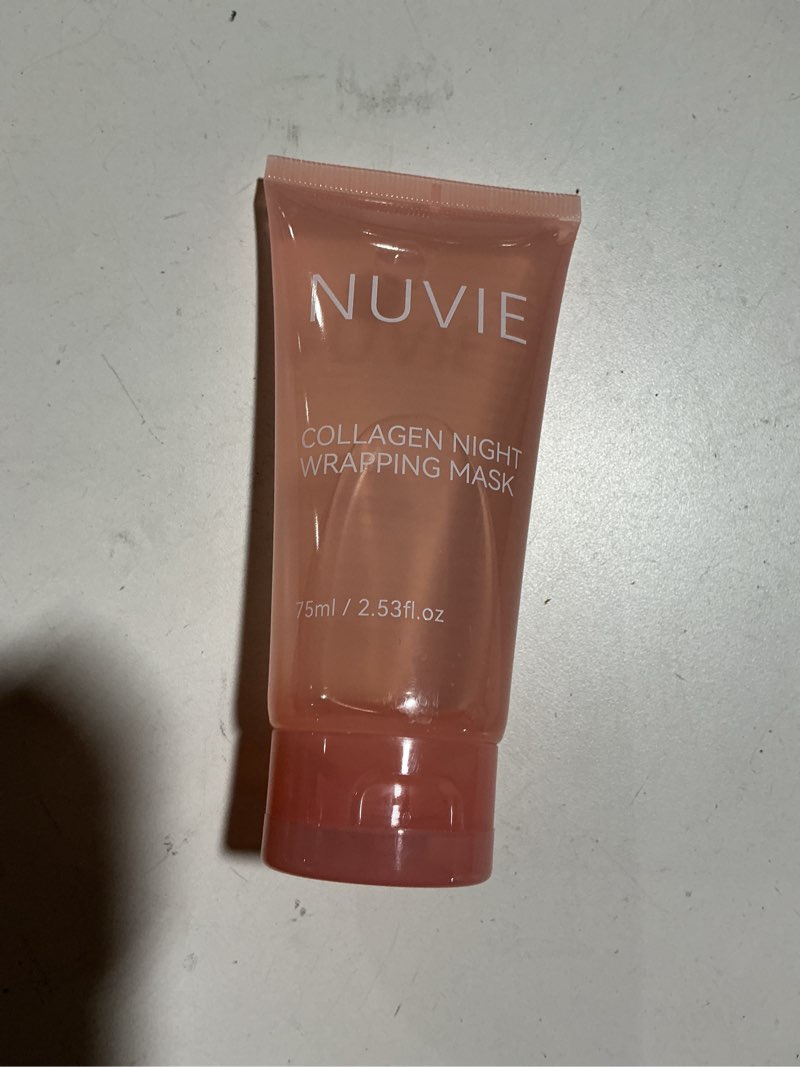 NUVIE
COLLAGEN NIGHT
WRAPPING MASK
75ml / 2.53fl.oz